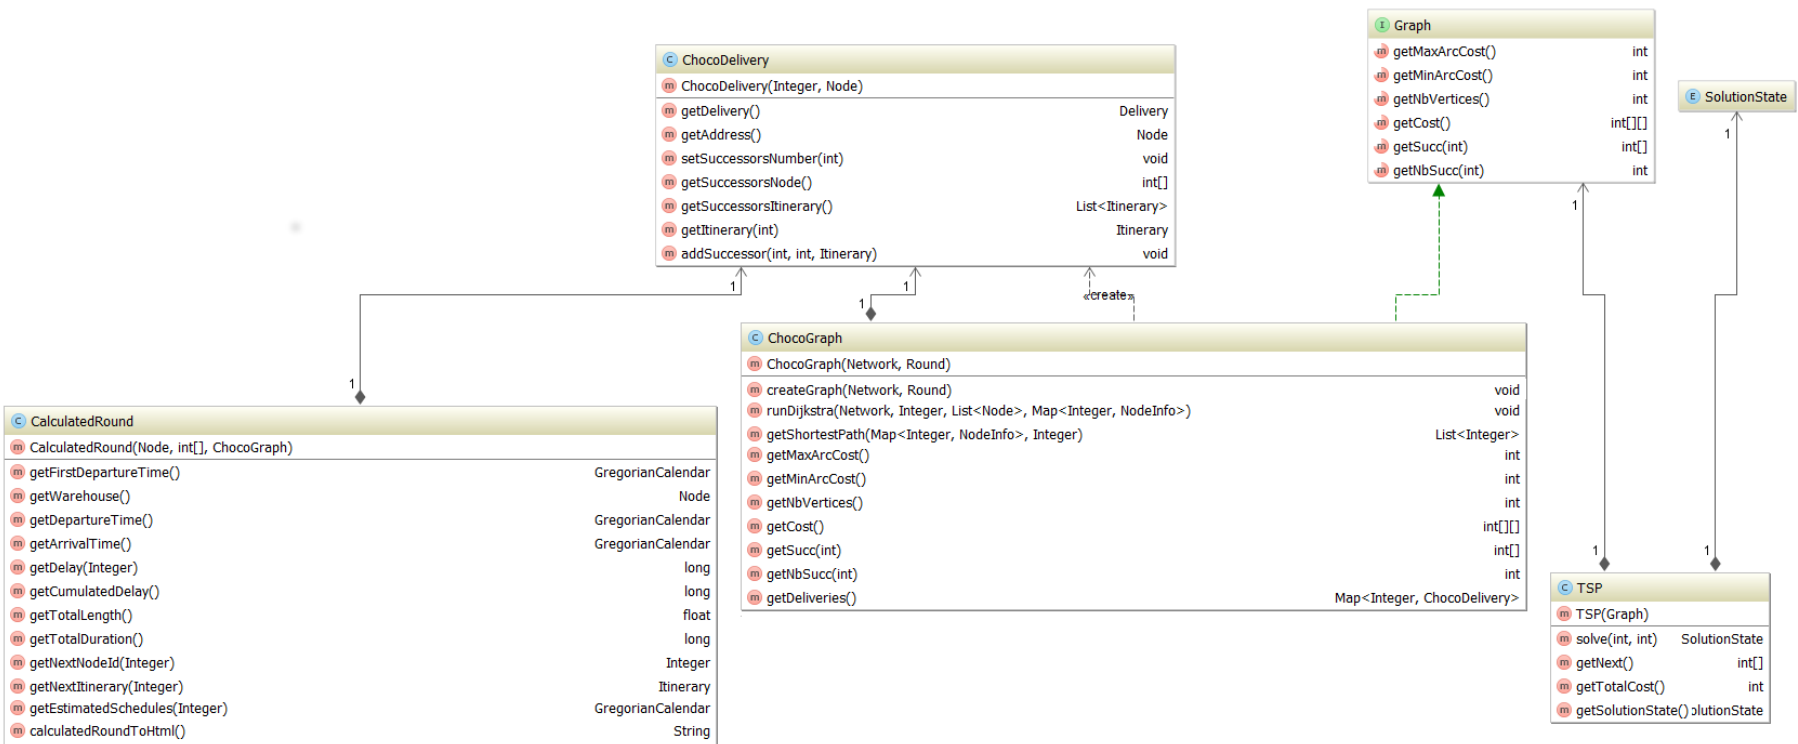 C ChocoDelivery
m ChocoDelivery(Integer, Node)
m getDelivery() Delivery
m getAddress() Node
m setSuccessorsNumber(int) void
m getSuccessorsNode() int[]
m getSuccessorsItinerary() List<Itinerary>
m getItinerary(int) Itinerary
m addSuccessor(int, int, Itinerary) void
I Graph
m getMaxArcCost() int
m getMinArcCost() int
m getNbVertices() int
m getCost() int[][]
m getSucc(int) int[]
m getNbSucc(int) int
E SolutionState
1
1
1
1
1
«create»
1
C ChocoGraph
m ChocoGraph(Network, Round)
m createGraph(Network, Round) void
m runDijkstra(Network, Integer, List<Node>, Map<Integer, NodeInfo>) void
m getShortestPath(Map<Integer, NodeInfo>, Integer) List<Integer>
m getMaxArcCost() int
m getMinArcCost() int
m getNbVertices() int
m getCost() int[][]
m getSucc(int) int[]
m getNbSucc(int) int
m getDeliveries() Map<Integer, ChocoDelivery>
C CalculatedRound
m CalculatedRound(Node, int[], ChocoGraph)
m getFirstDepartureTime() GregorianCalendar
m getWarehouse() Node
m getDepartureTime() GregorianCalendar
m getArrivalTime() GregorianCalendar
m getDelay(Integer) long
m getCumulatedDelay() long
m getTotalLength() float
m getTotalDuration() long
m getNextNodeId(Integer) Integer
m getNextItinerary(Integer) Itinerary
m getEstimatedSchedules(Integer) GregorianCalendar
m calculatedRoundToHtml() String
1
1
C TSP
m TSP(Graph)
m solve(int, int) SolutionState
m getNext() int[]
m getTotalCost() int
m getSolutionState() olutionState